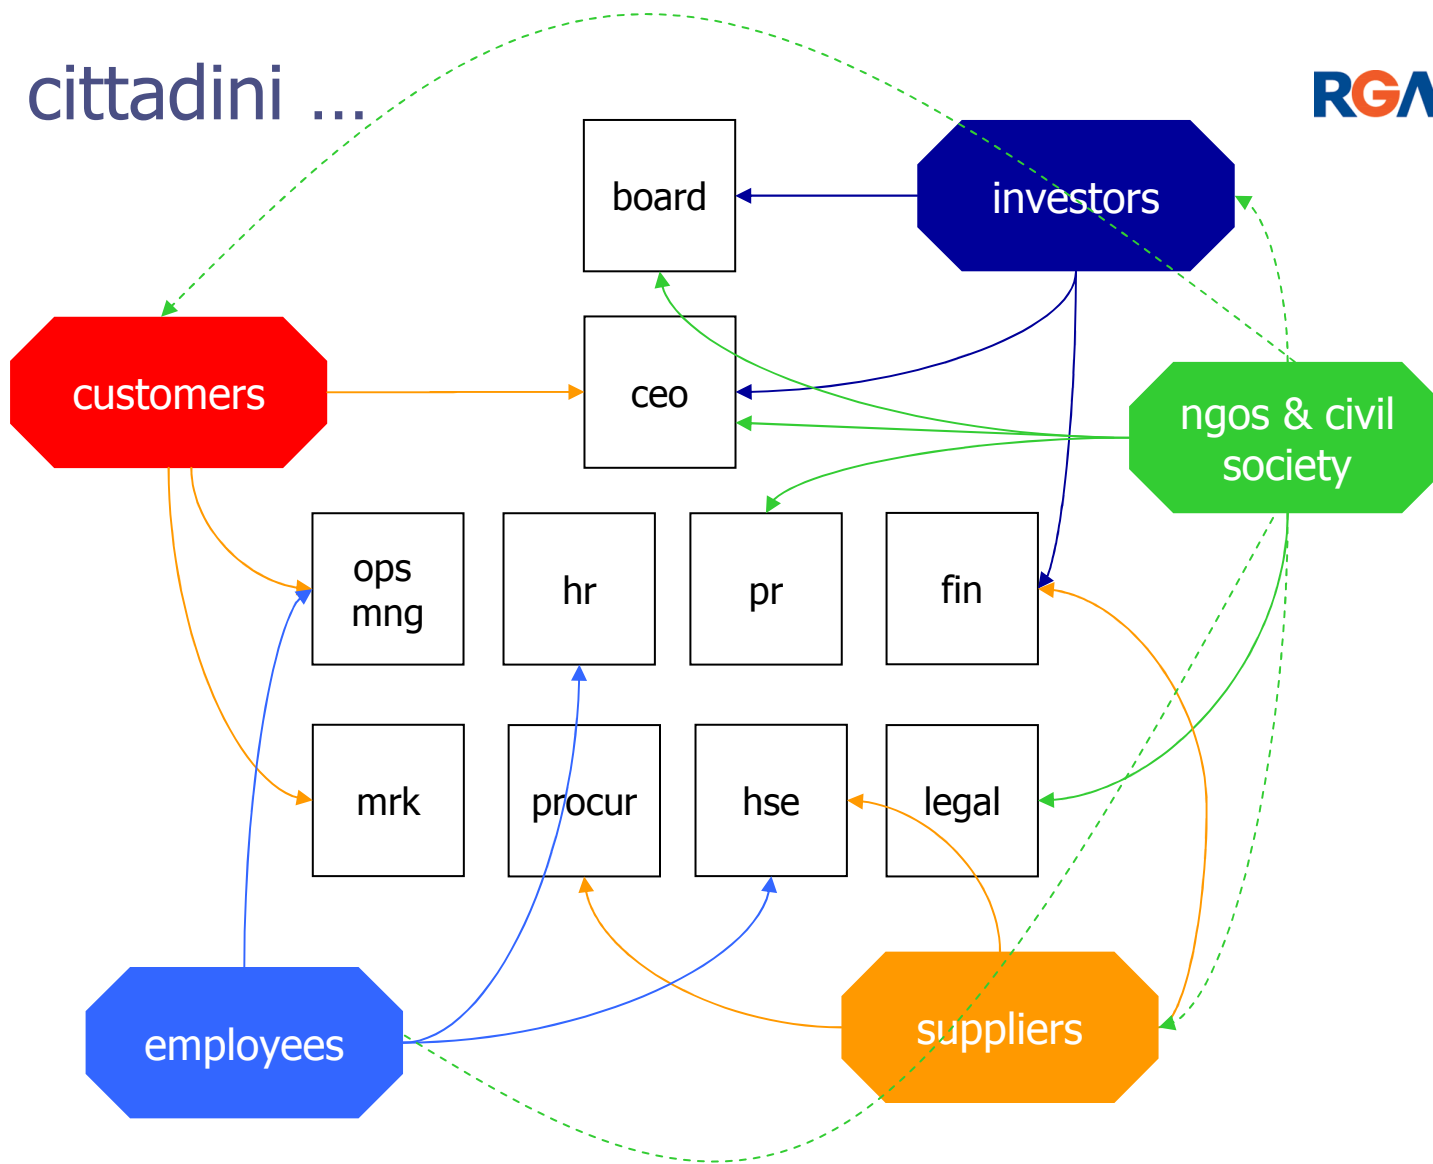 cittadini ...
RGA
board
investors
customers
ceo
ngos & civil
society
ops
mng
hr
pr
fin
mrk
procur
hse
legal
employees
suppliers